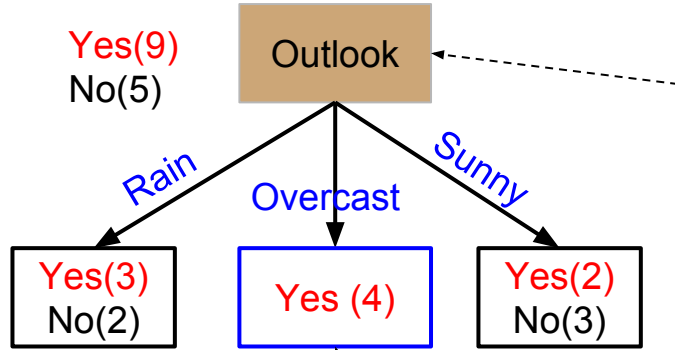 Yes(9)
No(5)
Outlook
Rain
Overcast
Sunny
Yes(3)
No(2)
Yes (4)
Yes(2)
No(3)